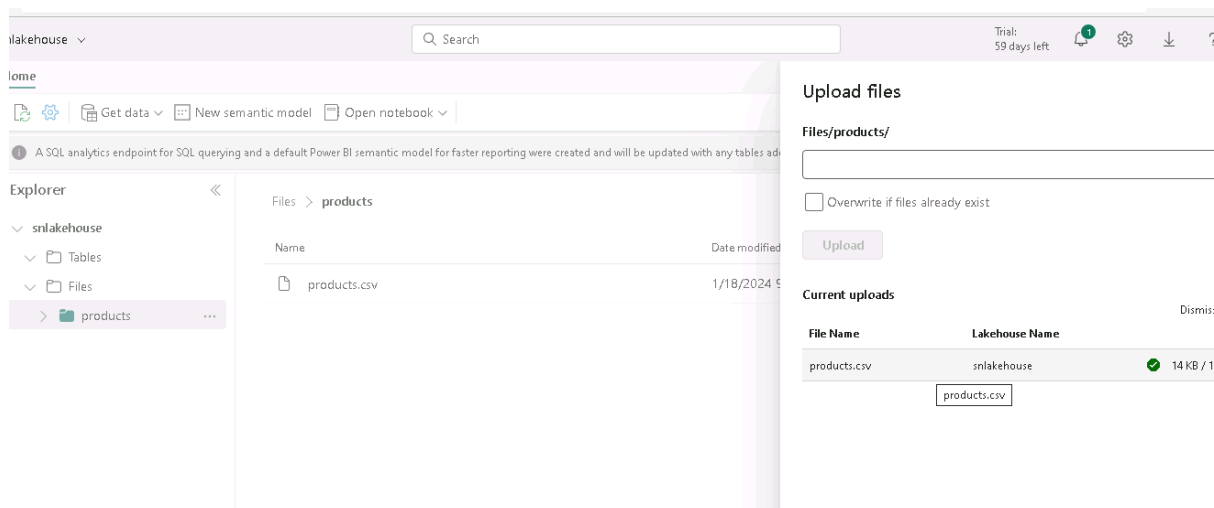 snlakehouse
Search
Trial:
59 days left
1
Home
Get data
New semantic model
Open notebook
A SQL analytics endpoint for SQL querying and a default Power BI semantic model for faster reporting were created and will be updated with any tables
Explorer
snlakehouse
Tables
Files
products
Files > products
Name
Date modified
products.csv
1/18/2024
Upload files
Files/products/
Overwrite if files already exist
Upload
Current uploads
File Name
Lakehouse Name
products.csv
snlakehouse
14 KB / 1
products.csv